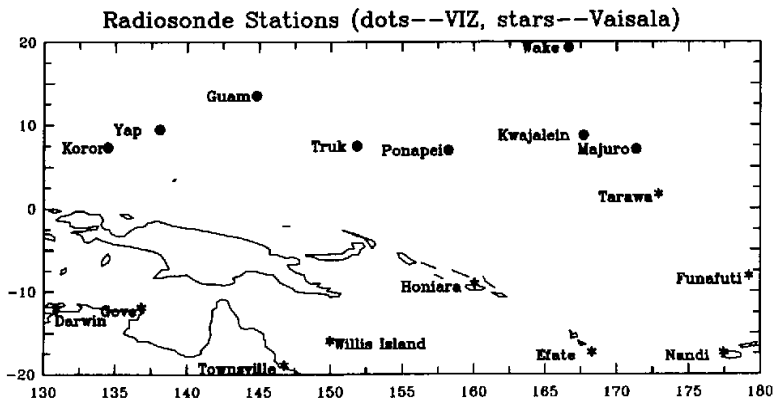 Radiosonde Stations (dots--VIZ, stars--Vaisala)
20
Wake
Guam
10
Yap
Koror
Truk
Ponapei
Kwajalein
Majuro
Tarawa
0
Funafuti
Honiara
-10
Gove
Darwin
Willis Island
Efate
Nandi
Townsville
-20
130 135 140 145 150 155 160 165 170 175 180